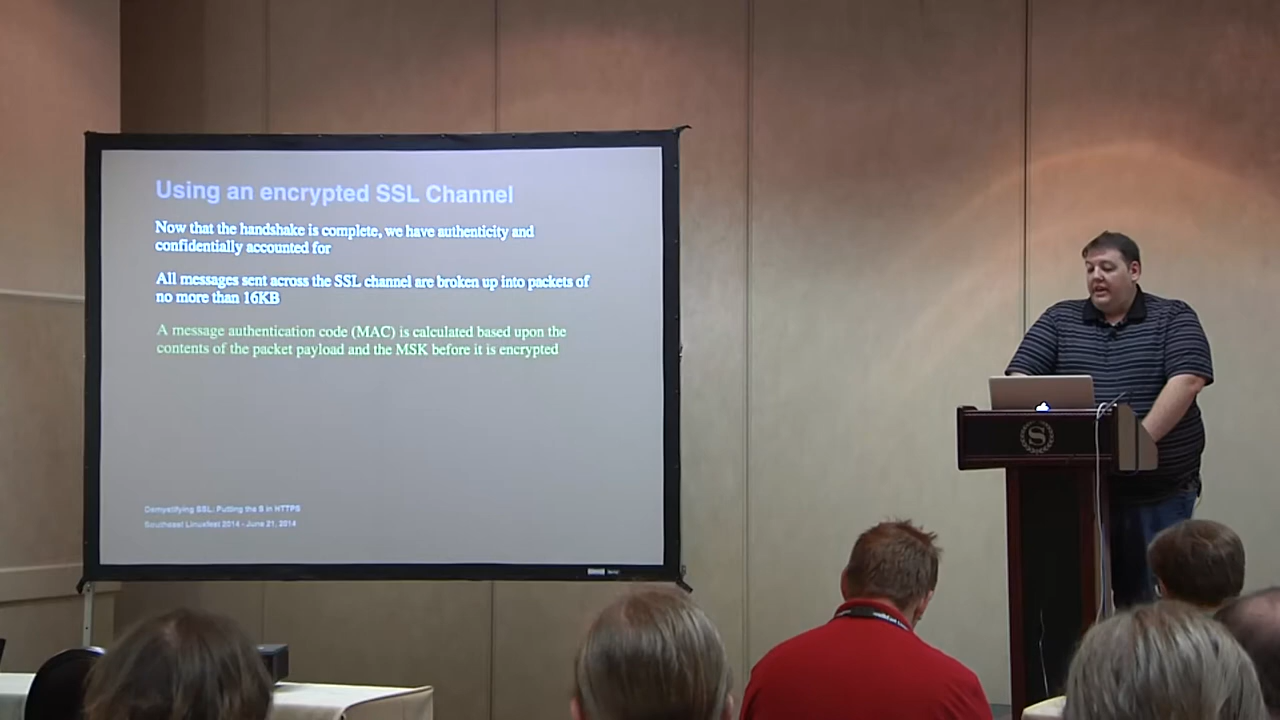 Using an encrypted SSL Channel
Now that the handshake is complete, we have authenticity and
confidentially accounted for
All messages sent across the SSL channel are broken up into packets of
no more than 16KB
A message authentication code (MAC) is calculated based upon the
contents of the packet payload and the MSK before it is encrypted
Demystifying SSL: Putting the S in HTTPS
Southeast Linuxfest 2014 - June 21, 2014
S